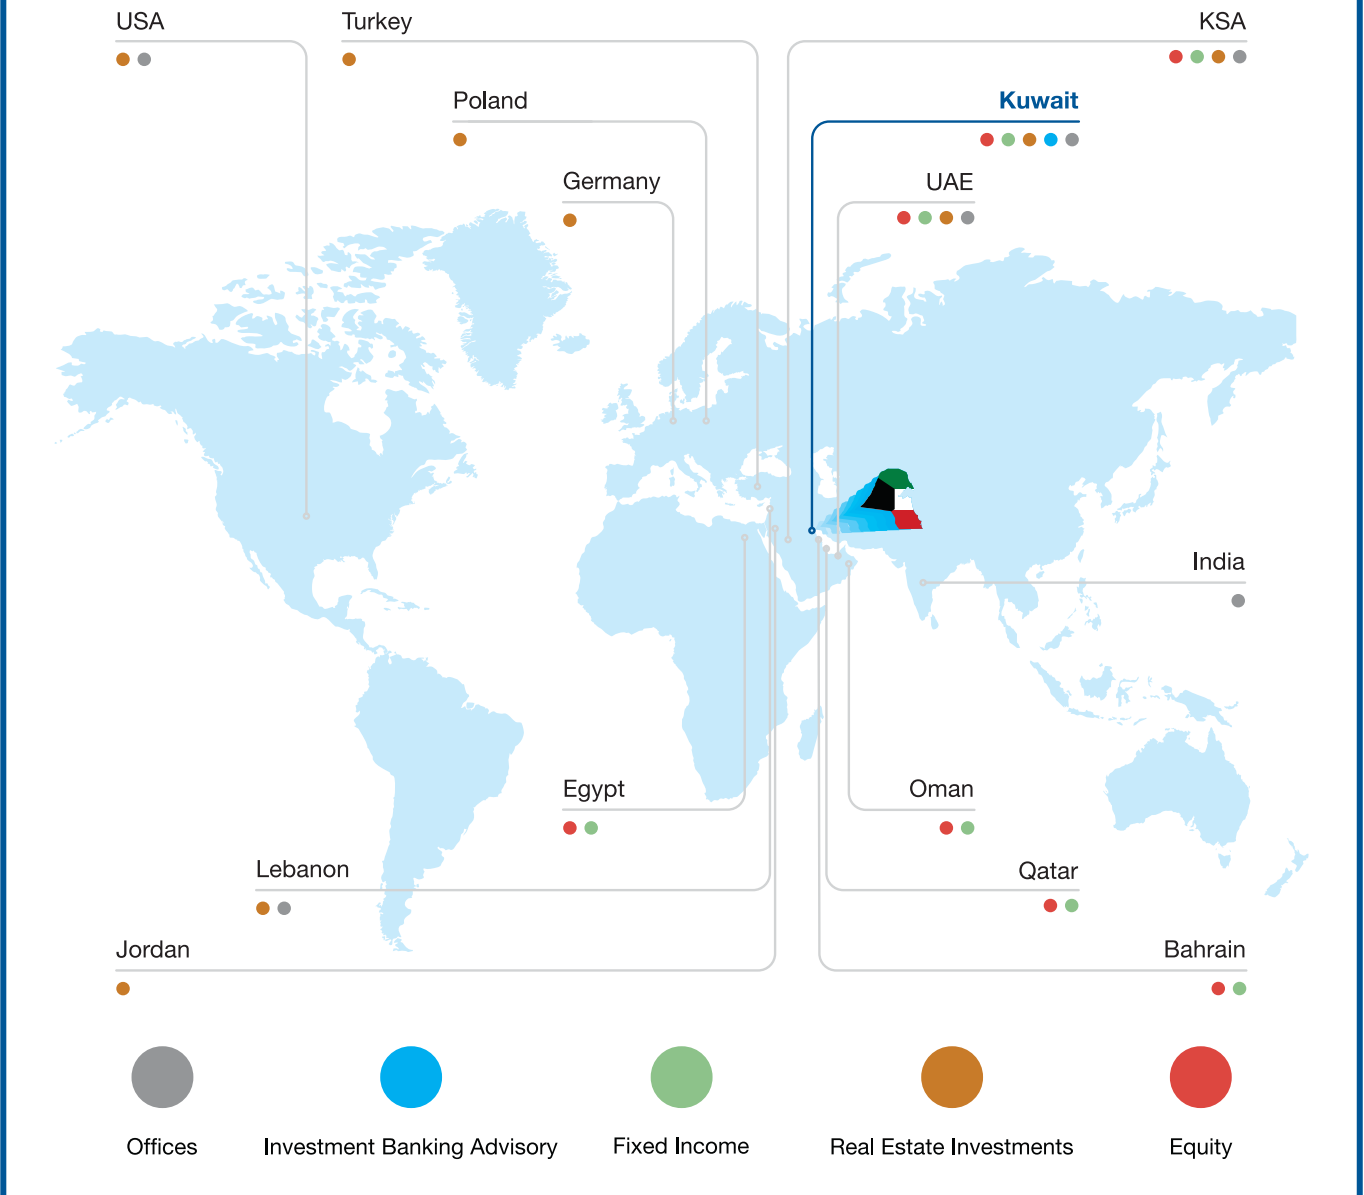 USA
Turkey
KSA
Poland
Kuwait
Germany
UAE
India
Egypt
Oman
Lebanon
Qatar
Jordan
Bahrain
Offices
Investment Banking Advisory
Fixed Income
Real Estate Investments
Equity